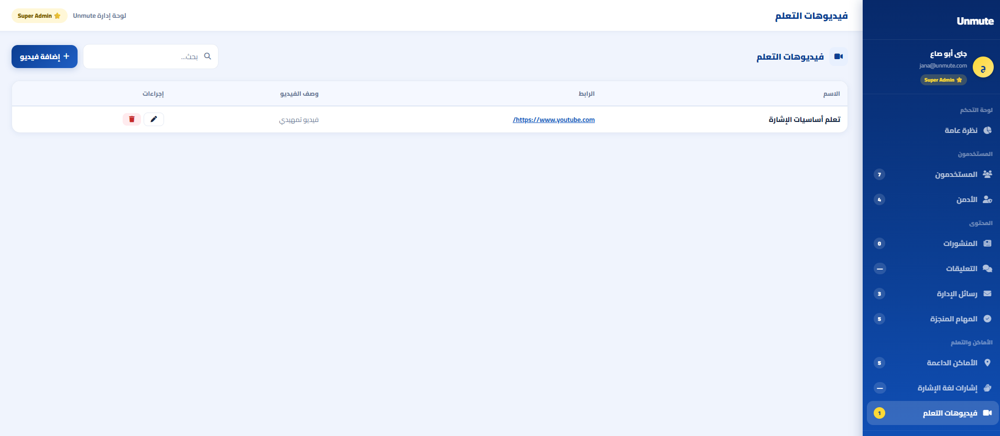 Unmute
جنى أبو صاع
jana@unmute.com
Super Admin
ج
لوحة التحكم
نظرة عامة
المستخدمون
المستخدمون 7
الأدمن 4
المحتوى
المنشورات 0
التعليقات —
رسائل الإدارة 3
المهام المنجزة 5
الأماكن والتعلم
الأماكن الداعمة 5
إشارات لغة الإشارة —
فيديوهات التعلم 1
فيديوهات التعلم
لوحة إدارة Unmute
Super Admin
فيديوهات التعلم
بحث...
+ إضافة فيديو
الاسم الرابط وصف الفيديو إجراءات
تعلم أساسيات الإشارة https://www.youtube.com/ فيديو تمهيدي